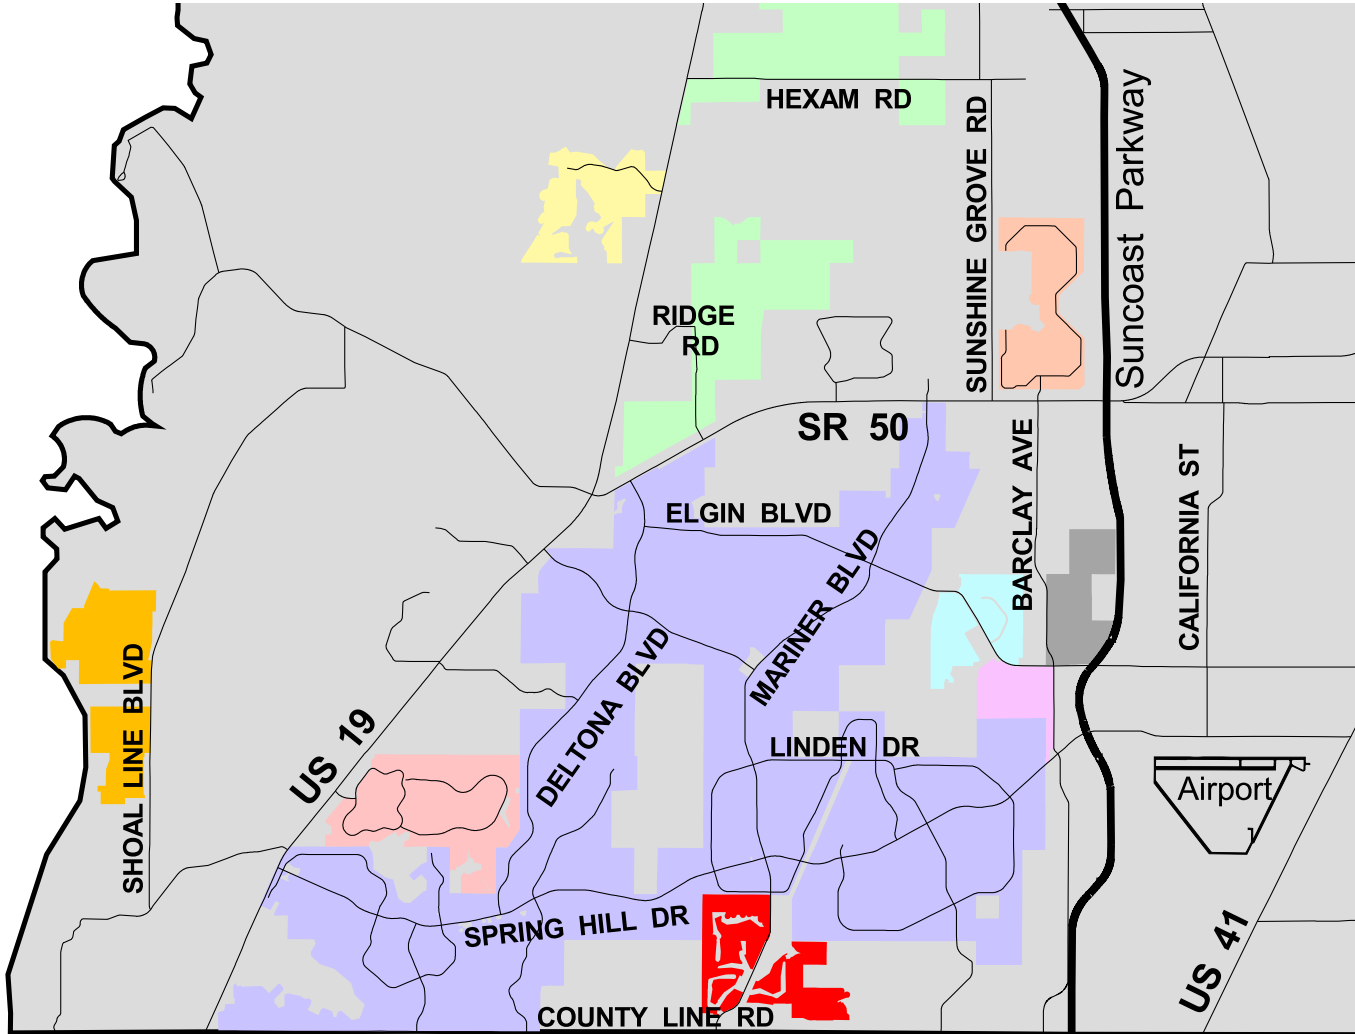 HEXAM RD
SUNSHINE GROVE RD
Suncoast Parkway
RIDGE
RD
SR 50
BARCLAY AVE
CALIFORNIA ST
ELGIN BLVD
MARINER BLVD
DELTONA BLVD
SHOAL LINE BLVD
US 19
LINDEN DR
Airport
SPRING HILL DR
US 41
COUNTY LINE RD